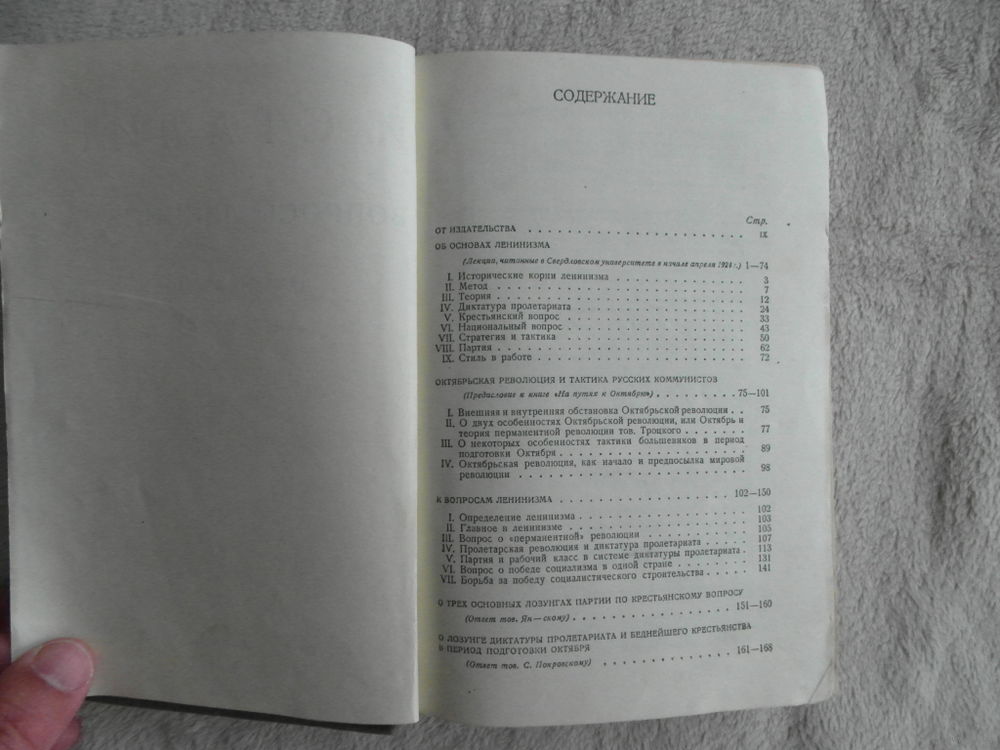 СОДЕРЖАНИЕ
Стр.
ОТ ИЗДАТЕЛЬСТВА . . . . . . . . . . . . . . . . . . . . . IX
ОБ ОСНОВАХ ЛЕНИНИЗМА
(Лекции, читанные в Свердловском университете в начале апреля 1924 г.) 1—74
I. Исторические корни ленинизма . . . . . . . . . . . . 3
II. Метод . . . . . . . . . . . . . . . . . . . . . . 7
III. Теория . . . . . . . . . . . . . . . . . . . . . . 12
IV. Диктатура пролетариата . . . . . . . . . . . . . . . 24
V. Крестьянский вопрос . . . . . . . . . . . . . . . . 33
VI. Национальный вопрос . . . . . . . . . . . . . . . . 43
VII. Стратегия и тактика . . . . . . . . . . . . . . . . 50
VIII. Партия . . . . . . . . . . . . . . . . . . . . . . 62
IX. Стиль в работе . . . . . . . . . . . . . . . . . . 72
ОКТЯБРЬСКАЯ РЕВОЛЮЦИЯ И ТАКТИКА РУССКИХ КОММУНИСТОВ
(Предасловие к книге «На путях к Октябрю») . . . . . . . . 75—101
I. Внешняя и внутренняя обстановка Октябрьской революции . . 75
II. О двух особенностях Октябрьской революции, или Октябрь и
теория перманентной революции тов. Троцкого . . . . . . 77
III. О некоторых особенностях тактики большевиков в период
подготовки Октября . . . . . . . . . . . . . . . . 89
IV. Октябрьская революция, как начало и предпосылка мировой
революции . . . . . . . . . . . . . . . . . . . . 98
К ВОПРОСАМ ЛЕНИНИЗМА . . . . . . . . . . . . . . . . 102—150
I. Определение ленинизма . . . . . . . . . . . . . . . 102
II. Главное в ленинизме . . . . . . . . . . . . . . . . 103
III. Вопрос о «перманентной» революции . . . . . . . . . . 105
IV. Пролетарская революция и диктатура пролетариата . . . . 107
V. Партия и рабочий класс в системе диктатуры пролетариата . 113
VI. Вопрос о победе социализма в одной стране . . . . . . . 131
VII. Борьба за победу социалистического строительства . . . . . 141
О ТРЕХ ОСНОВНЫХ ЛОЗУНГАХ ПАРТИИ ПО КРЕСТЬЯНСКОМУ ВОПРОСУ
(Ответ тов. Ян—скому) . . . . . . . . . . . . . . . . 151—160
О ЛОЗУНГЕ ДИКТАТУРЫ ПРОЛЕТАРИАТА И БЕДНЕЙШЕГО КРЕСТЬЯНСТВА
В ПЕРИОД ПОДГОТОВКИ ОКТЯБРЯ
(Ответ тов. С. Покровскому) . . . . . . . . . . . . . . 161—168